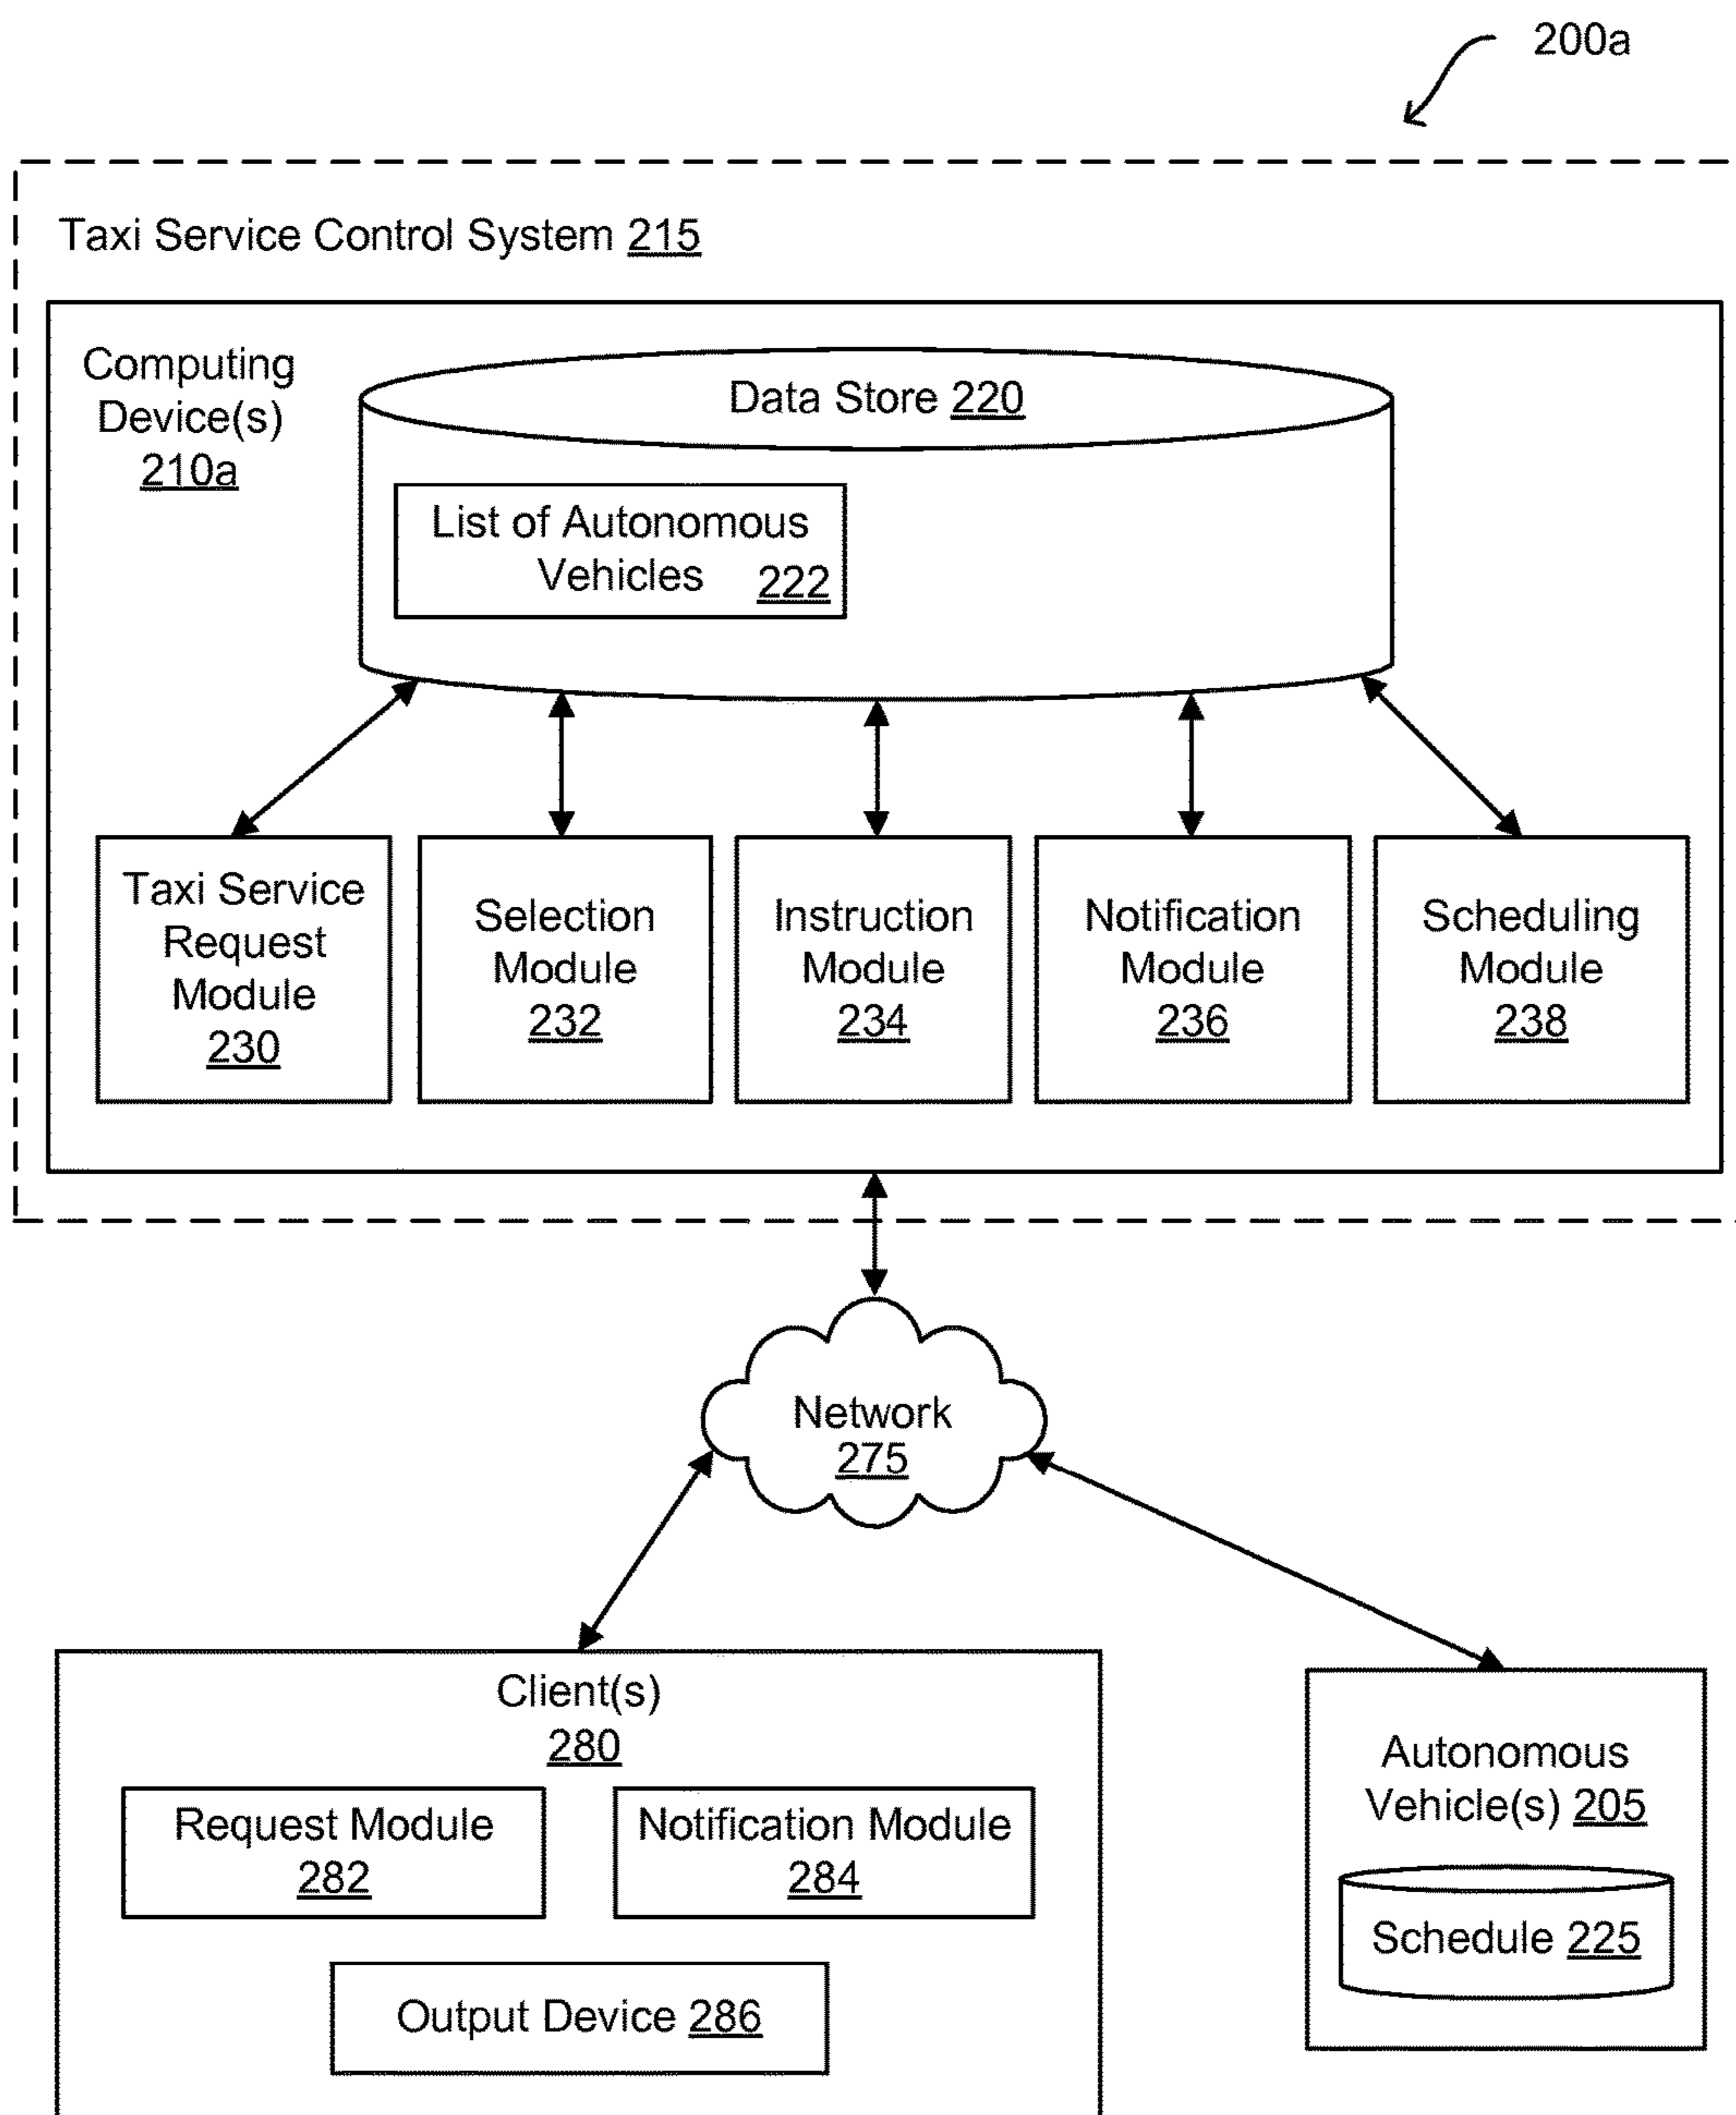 200a
Taxi Service Control System 215
Computing
Device(s)
210a
Data Store 220
List of Autonomous
Vehicles 222
Taxi Service
Request
Module
230
Selection
Module
232
Instruction
Module
234
Notification
Module
236
Scheduling
Module
238
Network
275
Client(s)
280
Request Module
282
Notification Module
284
Output Device 286
Autonomous
Vehicle(s) 205
Schedule 225